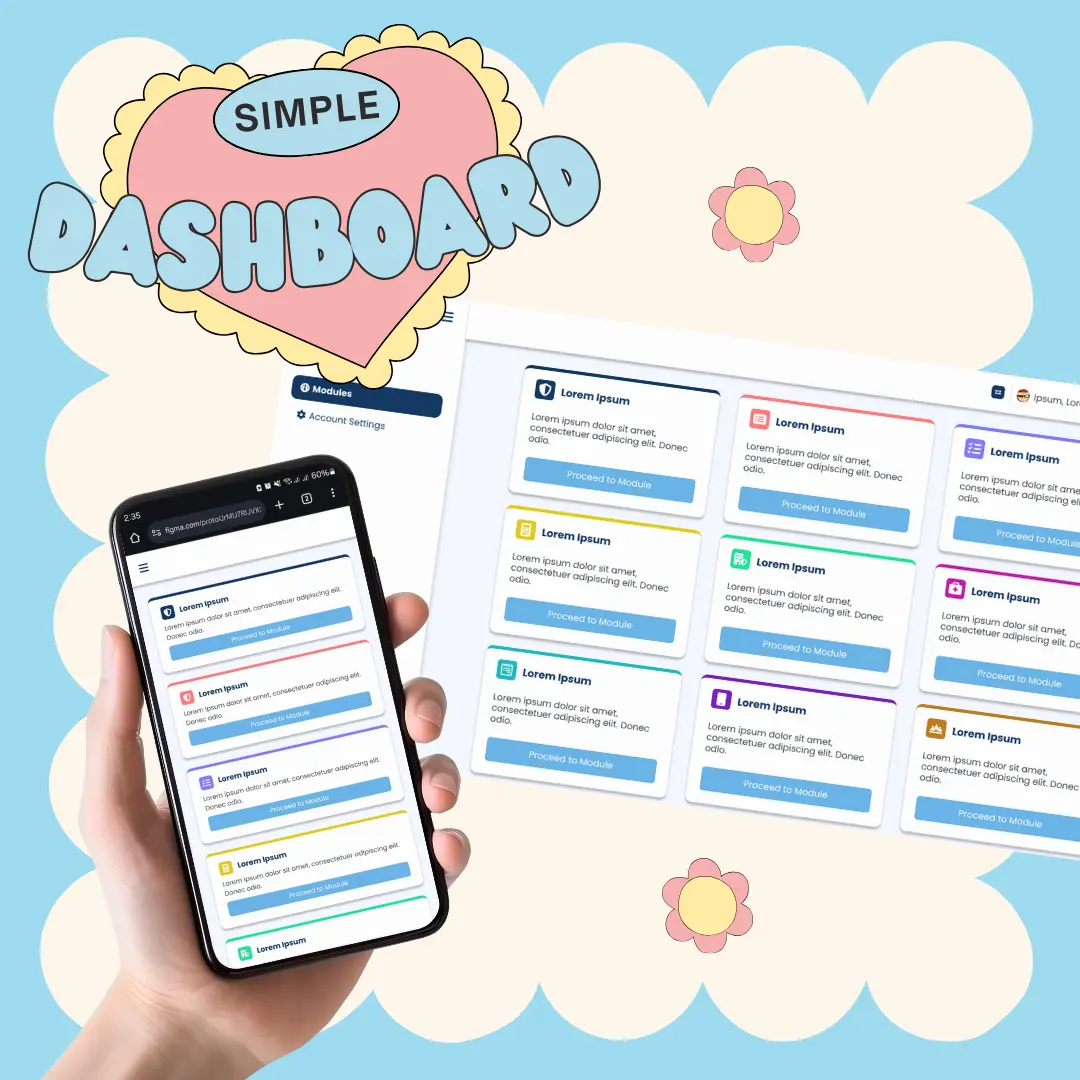 SIMPLE
DASHBOARD
Modules
Account Settings
Ipsum, Lor
Lorem Ipsum
Lorem ipsum dolor sit amet,
consectetuer adipiscing elit. Donec
odio.
Proceed to Module
Lorem Ipsum
Lorem ipsum dolor sit amet,
consectetuer adipiscing elit. Donec
odio.
Proceed to Module
Lorem Ipsum
Lorem ipsum dolor sit am
consectetuer adipiscing
odio.
Proceed to Module
Lorem Ipsum
Lorem ipsum dolor sit amet,
consectetuer adipiscing elit. Donec
odio.
Proceed to Module
Lorem Ipsum
Lorem ipsum dolor sit amet,
consectetuer adipiscing elit. Donec
odio.
Proceed to Module
Lorem Ipsum
Lorem ipsum dolor sit am
consectetuer adipiscing e
odio.
Proceed to Module
Lorem Ipsum
Lorem ipsum dolor sit amet,
consectetuer adipiscing elit. Donec
odio.
Proceed to Module
Lorem Ipsum
Lorem ipsum dolor sit amet,
consectetuer adipiscing elit. Donec
odio.
Proceed to Module
Lorem Ipsum
Lorem ipsum dolor sit amet,
consectetuer adipiscing elit.
odio.
Proceed to Module
2:35
60%
2
Lorem Ipsum
Lorem ipsum dolor sit amet, consectetuer adipiscing elit.
Donec odio.
Proceed to Module
Lorem Ipsum
Lorem ipsum dolor sit amet, consectetuer adipiscing elit.
Donec odio.
Proceed to Module
Lorem Ipsum
Lorem ipsum dolor sit amet, consectetuer adipiscing elit.
Donec odio.
Proceed to Module
Lorem Ipsum
Lorem ipsum dolor sit amet, consectetuer adipiscing elit.
Donec odio.
Proceed to Module
Lorem Ipsum